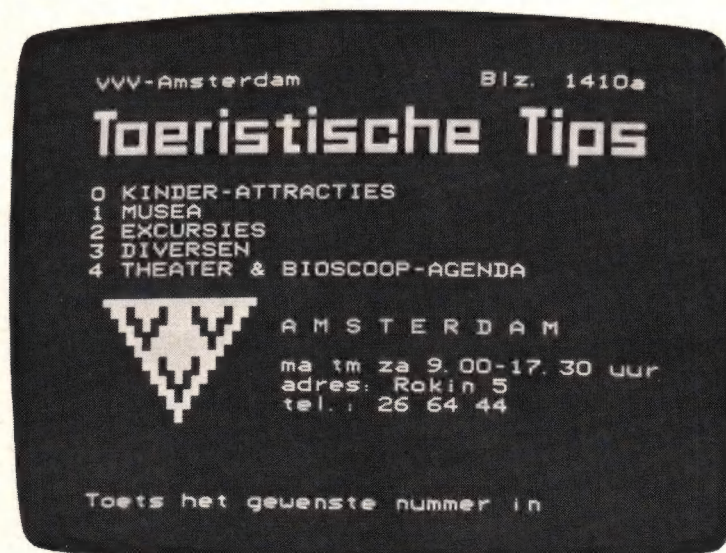 VVV-Amsterdam Blz. 1410a
Toeristische Tips
0 KINDER-ATTRACTIES
1 MUSEA
2 EXCURSIES
3 DIVERSEN
4 THEATER & BIOSCOOP-AGENDA
AMSTERDAM
ma tm za 9.00-17.30 uur
adres: Rokin 5
tel.: 26 64 44
Toets het gewenste nummer in